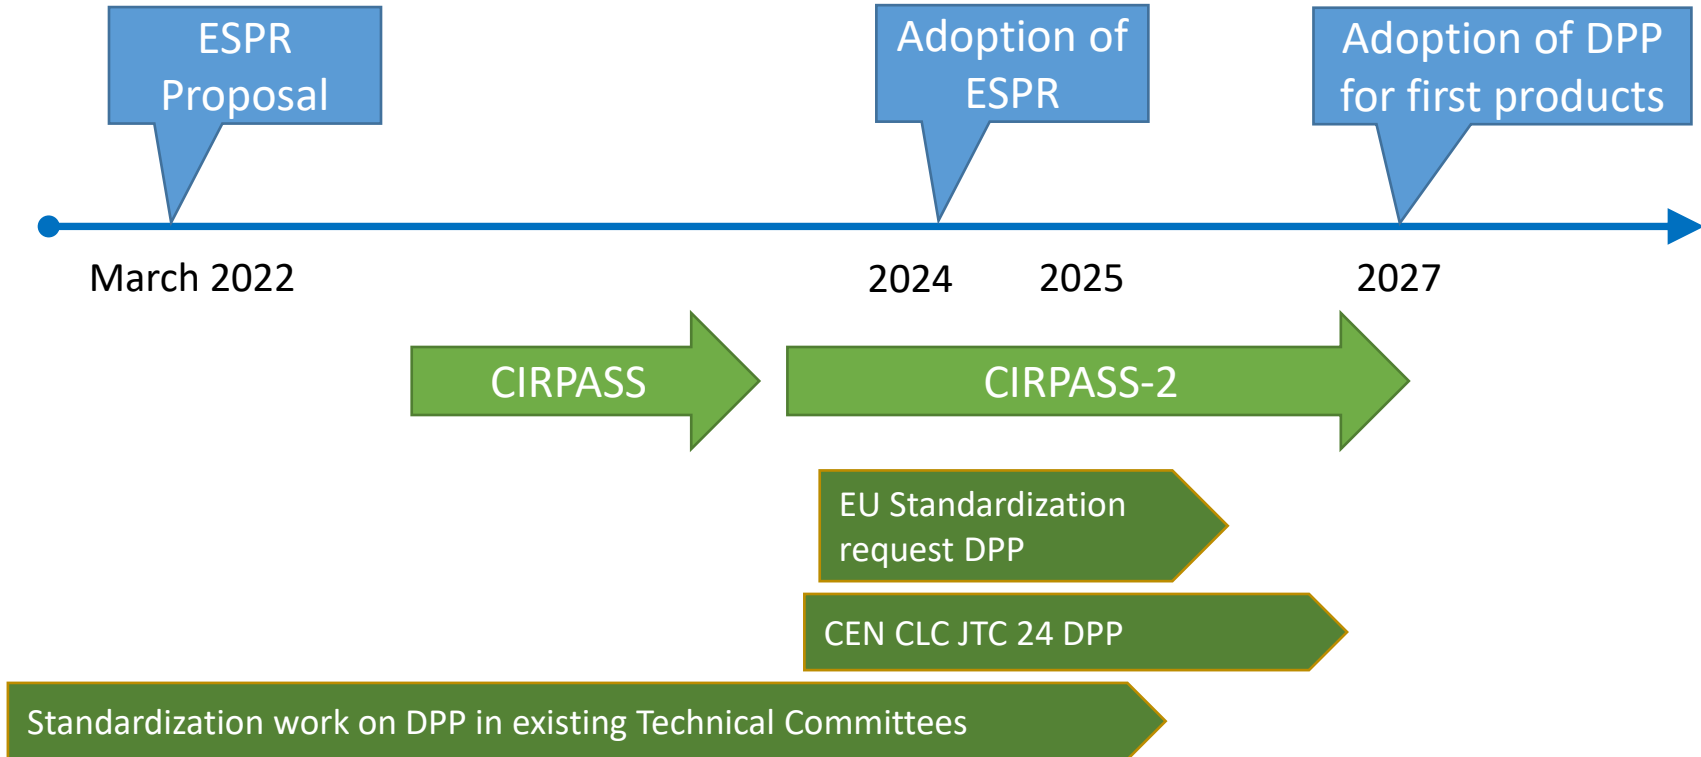 ESPR
Proposal
Adoption of
ESPR
Adoption of DPP
for first products
March 2022
2024
2025
2027
CIRPASS
CIRPASS-2
EU Standardization
request DPP
CEN CLC JTC 24 DPP
Standardization work on DPP in existing Technical Committees